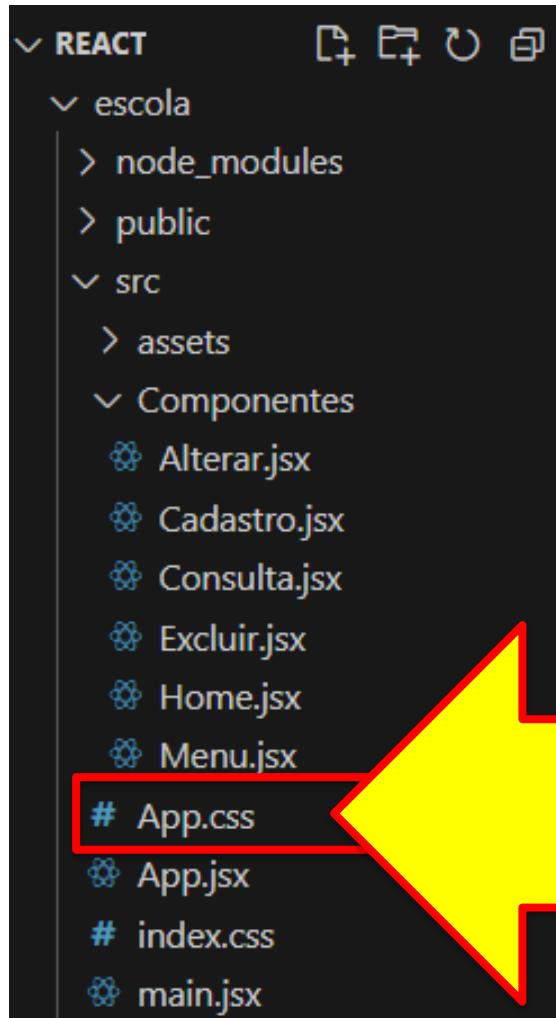 REACT
escola
node_modules
public
src
assets
Componentes
Alterar.jsx
Cadastro.jsx
Consulta.jsx
Excluir.jsx
Home.jsx
Menu.jsx
# App.css
App.jsx
# index.css
main.jsx